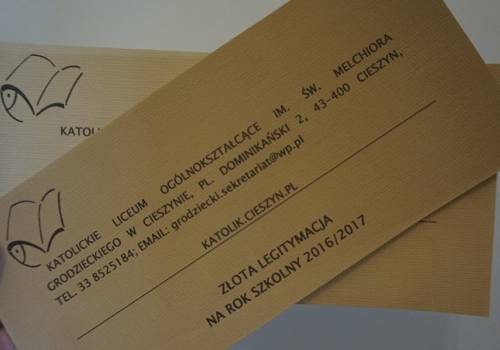 KATOLICKIE LICEUM OGÓLNOKSZTAŁCĄCE IM. ŚW. MELCHIORA
GRODZIECKIEGO W CIESZYNIE, PL. DOMINIKAŃSKI 2, 43-400 CIESZYN,
TEL. 33 8525184; EMAIL: grodziecki.sekretariat@wp.pl
KATOLIK.CIESZYN.PL
ZŁOTA LEGITYMACJA
NA ROK SZKOLNY 2016/2017
KATOLI